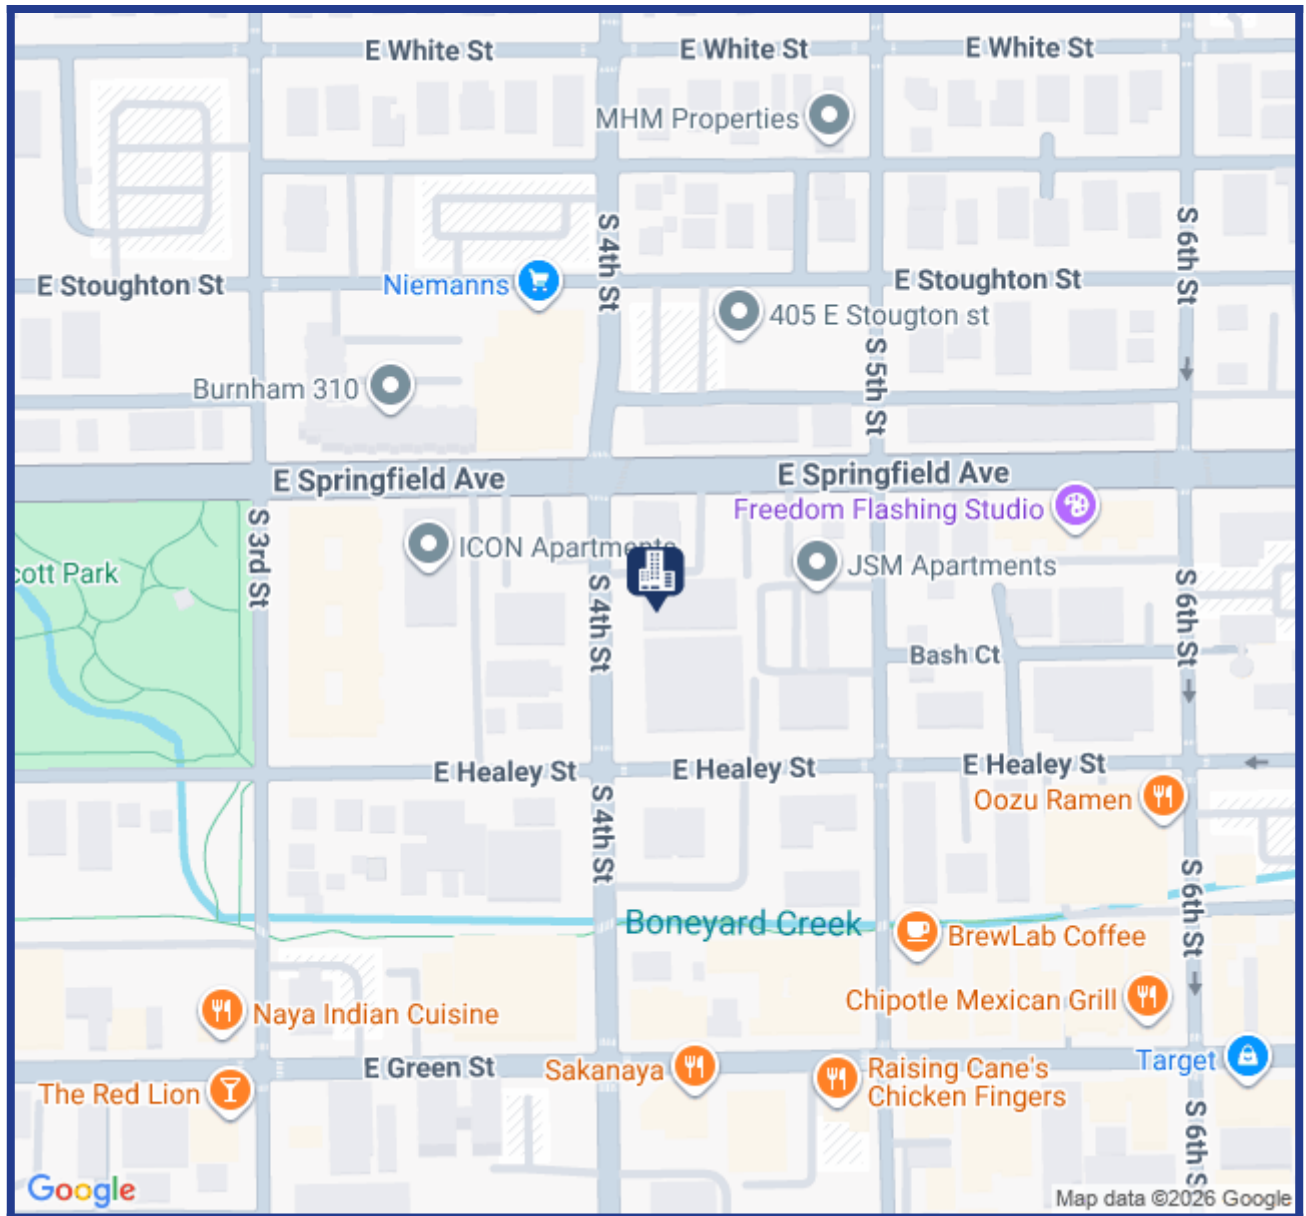 E White St
E White St
E White St
MHM Properties
S 4th St
S 6th St
E Stoughton St
Niemanns
E Stoughton St
405 E Stougton st
S 5th St
Burnham 310
E Springfield Ave
E Springfield Ave
Freedom Flashing Studio
S 3rd St
ICON Apartments
JSM Apartments
cott Park
S 4th St
S 6th St
Bash Ct
E Healey St
E Healey St
E Healey St
Oozu Ramen
S 4th St
S 6th St
Boneyard Creek
BrewLab Coffee
Chipotle Mexican Grill
Naya Indian Cuisine
E Green St
Sakanaya
Raising Cane's
Chicken Fingers
Target
The Red Lion
S 6th S
Google
Map data ©2026 Google